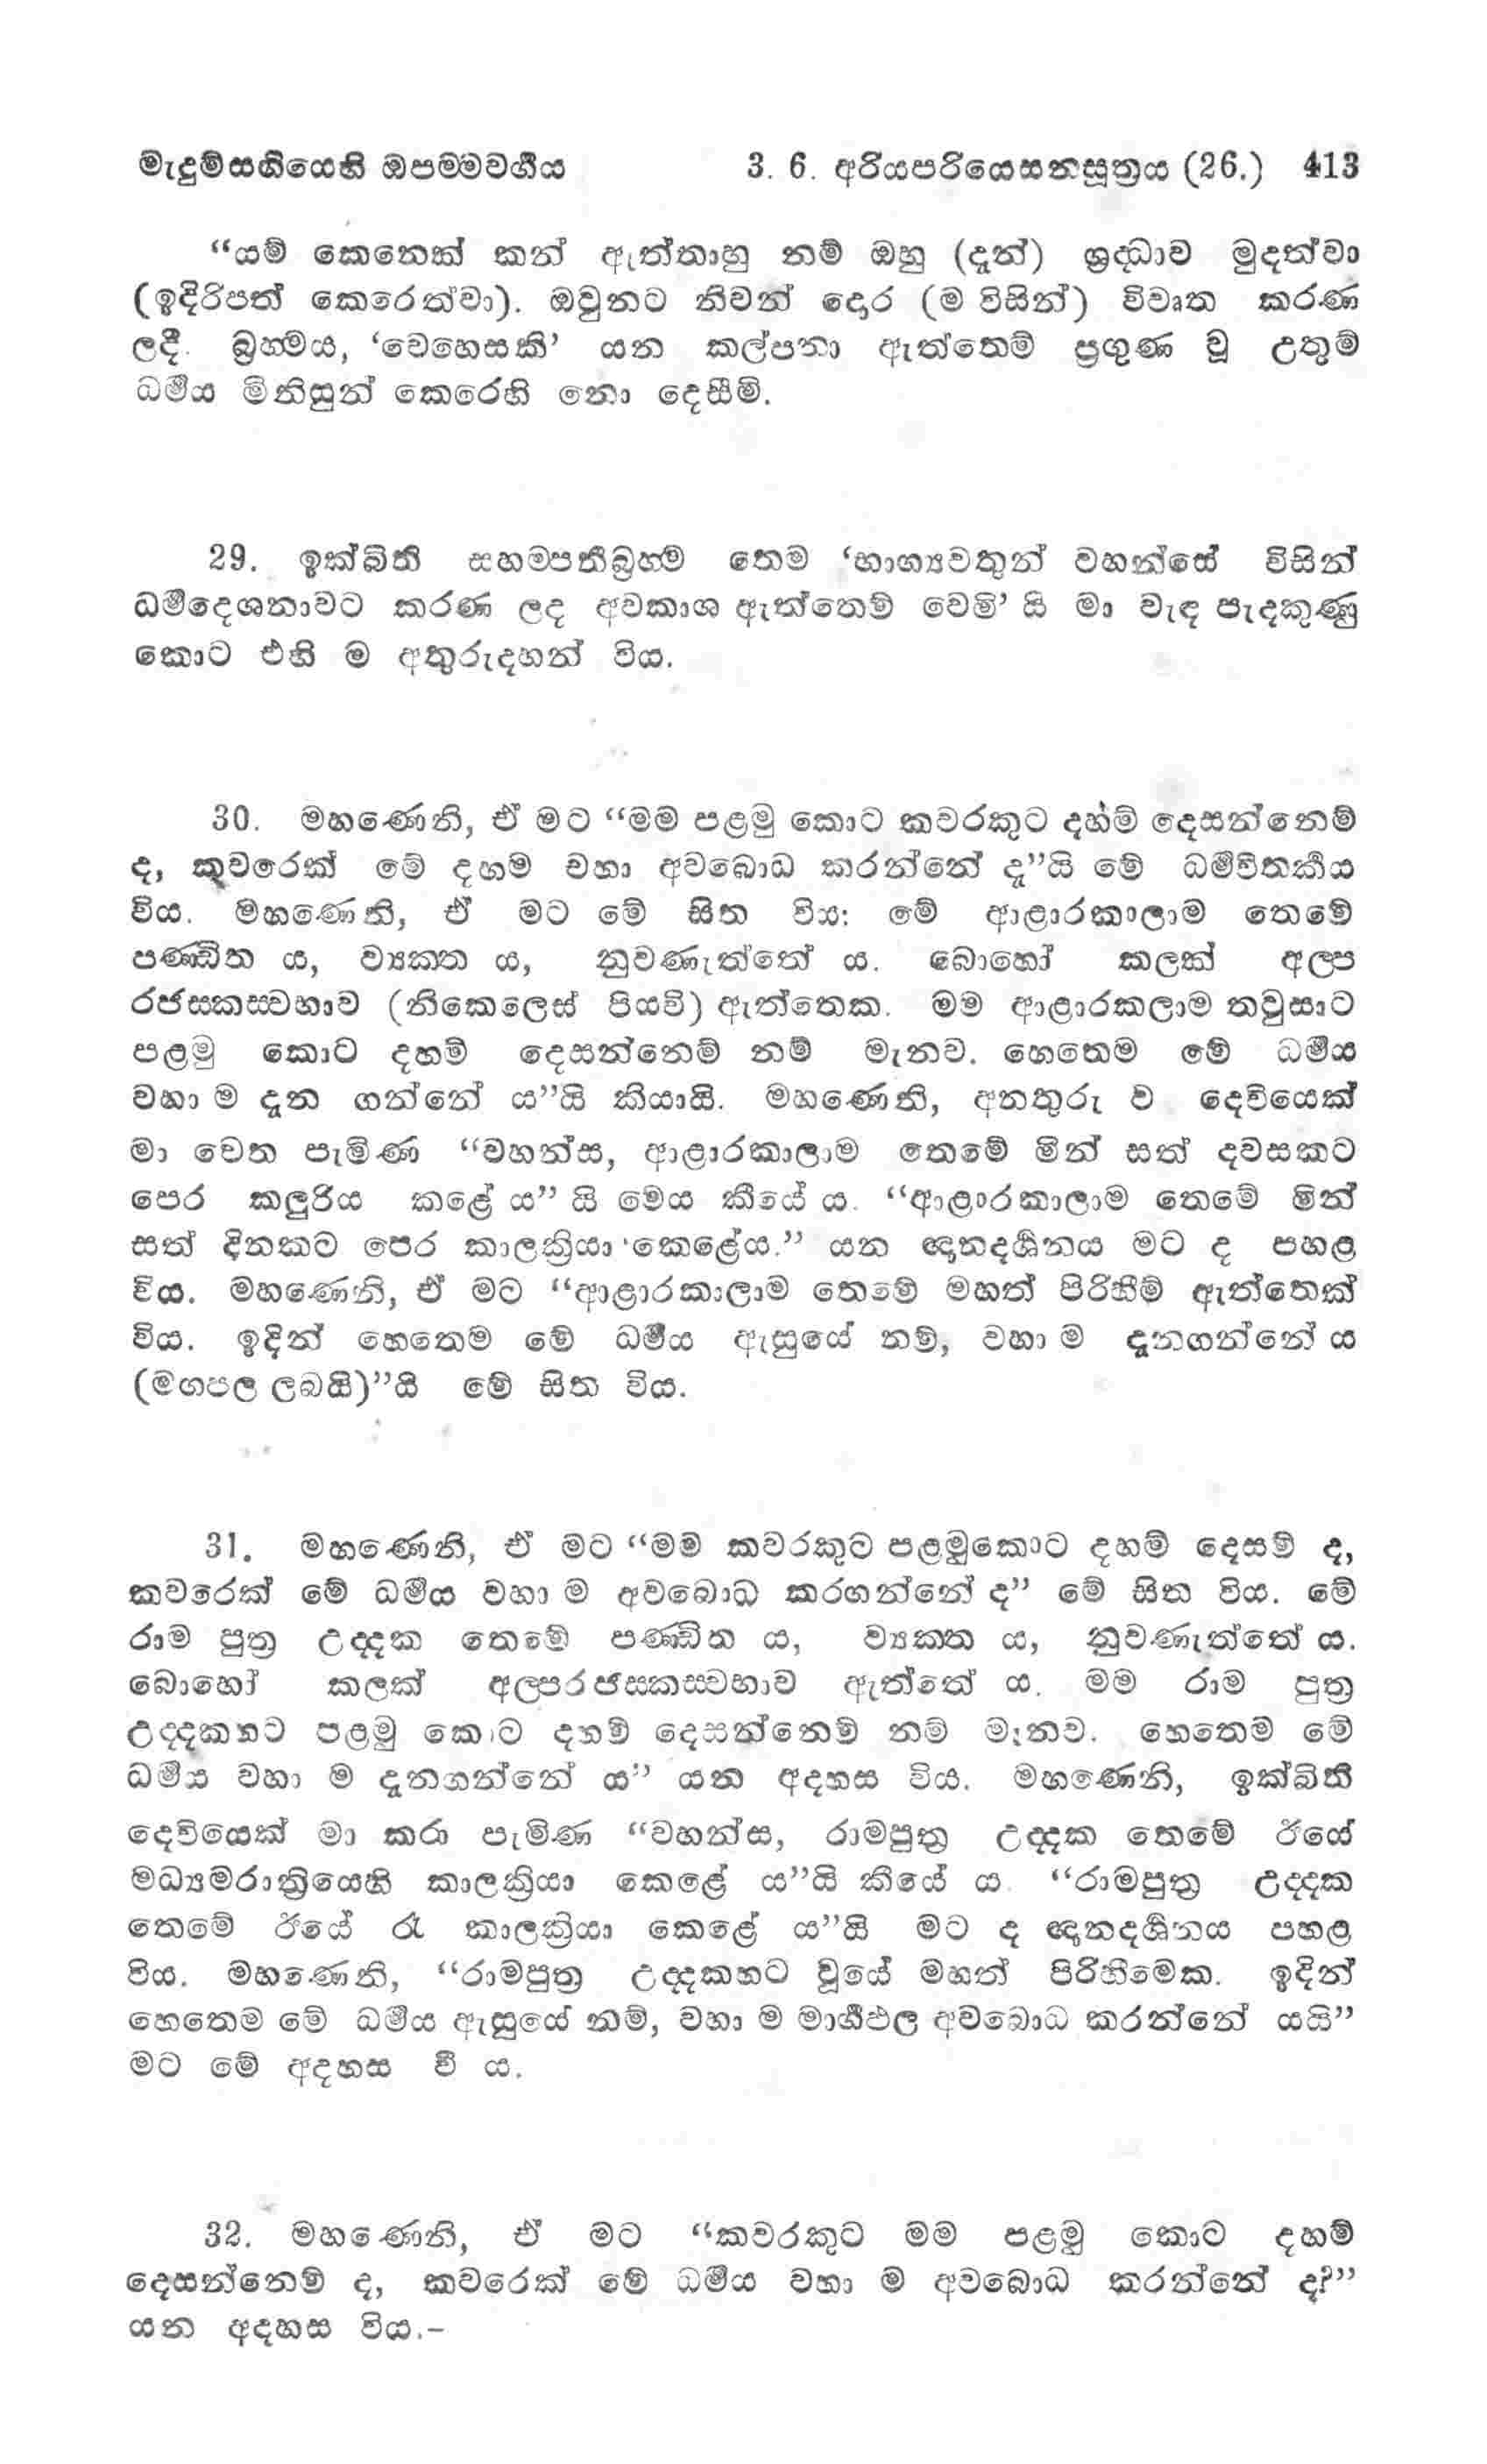 මැදුම්සඟියෙහි ඔපම්මවර්‍ගය 3. 6. අරියපරියෙසනසූත්‍රය (26.) 413
“යම් කෙනෙක් කන් ඇත්තාහු නම් ඔහු (දැන්) ශ්‍රද්ධාව මුදත්වා
(ඉදිරිපත් කෙරෙත්වා). ඔවුනට නිවන් දොර (ම විසින්) විවෘත කරණ
ලදී. බ්‍රහ්මය, ‘වෙහෙසකි’ යන කල්පනා ඇත්තෙම් ප්‍රගුණ වූ උතුම්
ධර්‍මය මිනිසුන් කෙරෙහි නො දෙසීමි.
29. ඉක්බිති සහම්පතීබ්‍රහ්ම තෙම ‘භාග්‍යවතුන් වහන්සේ විසින්
ධර්‍මදෙශනාවට කරණ ලද අවකාශ ඇත්තෙම් වෙමි’ යි මා වැඳ පැදකුණු
කොට එහි ම අතුරුදහන් විය.
30. මහණෙනි, ඒ මට “මම පළමු කොට කවරකුට දහම් දෙසන්නෙම්
ද, කවරෙක් මේ දහම වහා අවබොධ කරන්නේ දැ”යි මේ ධර්‍මවිතර්‍කය
විය. මහණෙනි, ඒ මට මේ සිත විය: මේ ආළාරකාලාම තෙමේ
පණ්ඩිත ය, ව්‍යක්ත ය, නුවණැත්තේ ය. බොහෝ කලක් අල්ප
රජස්කස්වභාව (නිකෙලෙස් පියවි) ඇත්තෙක. මම ආළාරකලාම තවුසාට
පළමු කොට දහම් දෙසන්නෙම් නම් මැනව. හෙතෙම මේ ධර්‍මය
වහා ම දැන ගන්නේ ය”යි කියායි. මහණෙනි, අනතුරු ව දෙවියෙක්
මා වෙත පැමිණ “වහන්ස, ආළාරකාලාම තෙමේ මින් සත් දවසකට
පෙර කලුරිය කළේ ය” යි මෙය කීයේ ය. “ආළාරකාලාම තෙමේ මින්
සත් දිනකට පෙර කාලක්‍රියා කෙළේය.” යන ඥානදර්‍ශනය මට ද පහළ
විය. මහණෙනි, ඒ මට “ආළාරකාලාම තෙමේ මහත් පිරිහීම් ඇත්තෙක්
විය. ඉදින් හෙතෙම මේ ධර්‍මය ඇසුයේ නම්, වහා ම දැනගන්නේ ය
(මගපල ලබයි)”යි මේ සිත විය.
31. මහණෙනි, ඒ මට “මම කවරකුට පළමුකොට දහම් දෙසම් ද,
කවරෙක් මේ ධර්‍මය වහා ම අවබොධ කරගන්නේ ද” මේ සිත විය. මේ
රාම පුත්‍ර උද්දක තෙමේ පණ්ඩිත ය, ව්‍යක්ත ය, නුවණැත්තේ ය.
බොහෝ කලක් අල්පරජස්කස්වභාව ඇත්තේ ය. මම රාම පුත්‍ර
උද්දකහට පළමු කොට දහම් දෙසන්නෙම් නම් මැනව. හෙතෙම මේ
ධර්‍මය වහා ම දැනගන්නේ ය” යන අදහස විය. මහණෙනි, ඉක්බිති
දෙවියෙක් මා කරා පැමිණ “වහන්ස, රාමපුත්‍ර උද්දක තෙමේ ඊයේ
මධ්‍යමරාත්‍රියෙහි කාලක්‍රියා කෙළේ ය”යි කීයේ ය. “රාමපුත්‍ර උද්දක
තෙමේ ඊයේ රෑ කාලක්‍රියා කෙළේ ය”යි මට ද ඥානදර්‍ශනය පහළ
විය. මහණෙනි, “රාමපුත්‍ර උද්දකහට වූයේ මහත් පිරිහීමෙක. ඉදින්
හෙතෙම මේ ධර්‍මය ඇසුයේ නම්, වහා ම මාර්‍ගඵල අවබොධ කරන්නේ යයි”
මට මේ අදහස වී ය.
32. මහණෙනි, ඒ මට “කවරකුට මම පළමු කොට දහම්
දෙසන්නෙම් ද, කවරෙක් මේ ධර්‍මය වහා ම අවබොධ කරන්නේ ද?”
යන අදහස විය.–